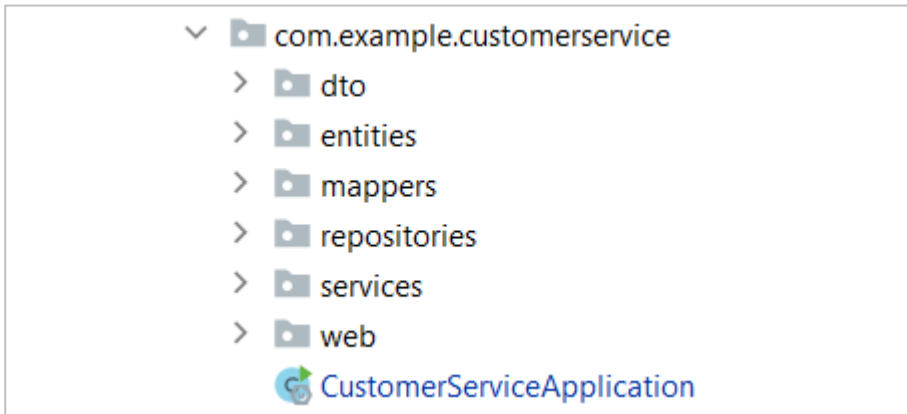 com.example.customerservice
dto
entities
mappers
repositories
services
web
CustomerServiceApplication